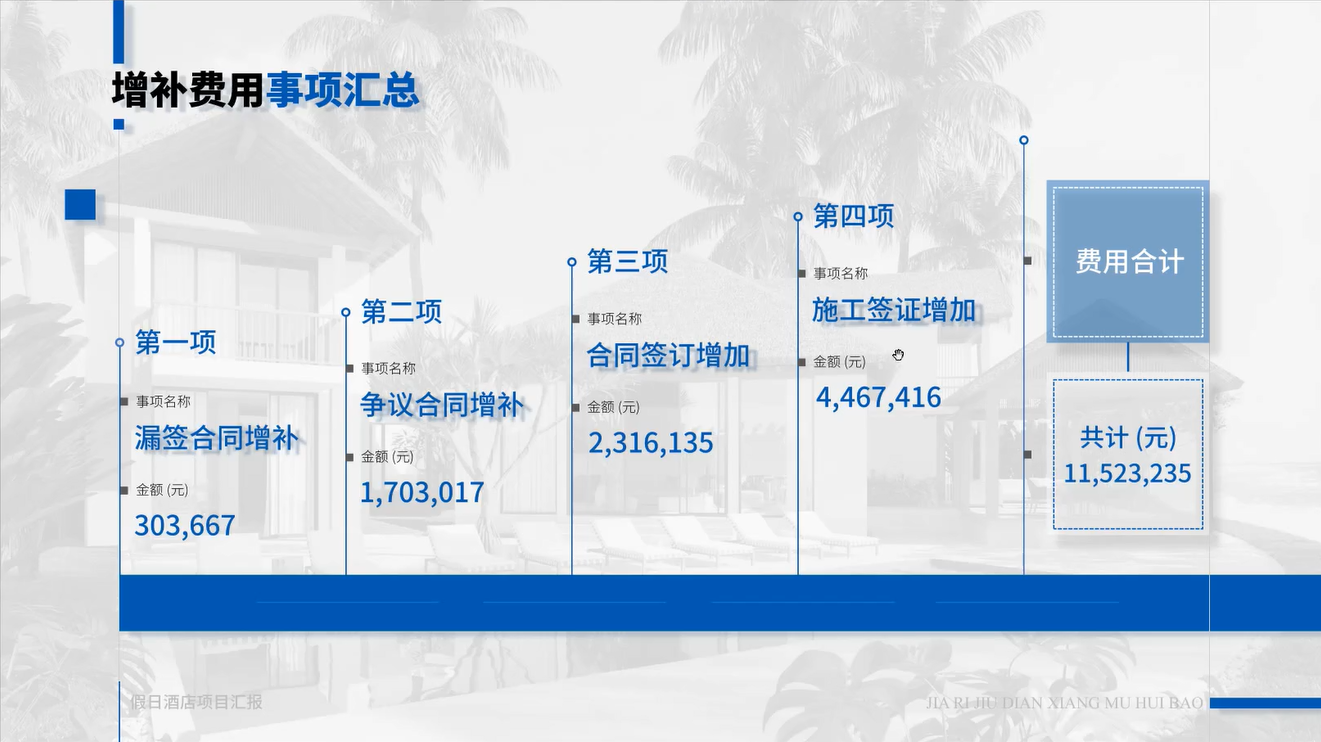 增补费用事项汇总
第一项
事项名称
漏签合同增补
金额 (元)
303,667
第二项
事项名称
争议合同增补
金额 (元)
1,703,017
第三项
事项名称
合同签订增加
金额 (元)
2,316,135
第四项
事项名称
施工签证增加
金额 (元)
4,467,416
费用合计
共计 (元)
11,523,235
假日酒店项目汇报
JIA RI JIU DIAN XIANG MU HUI BAO